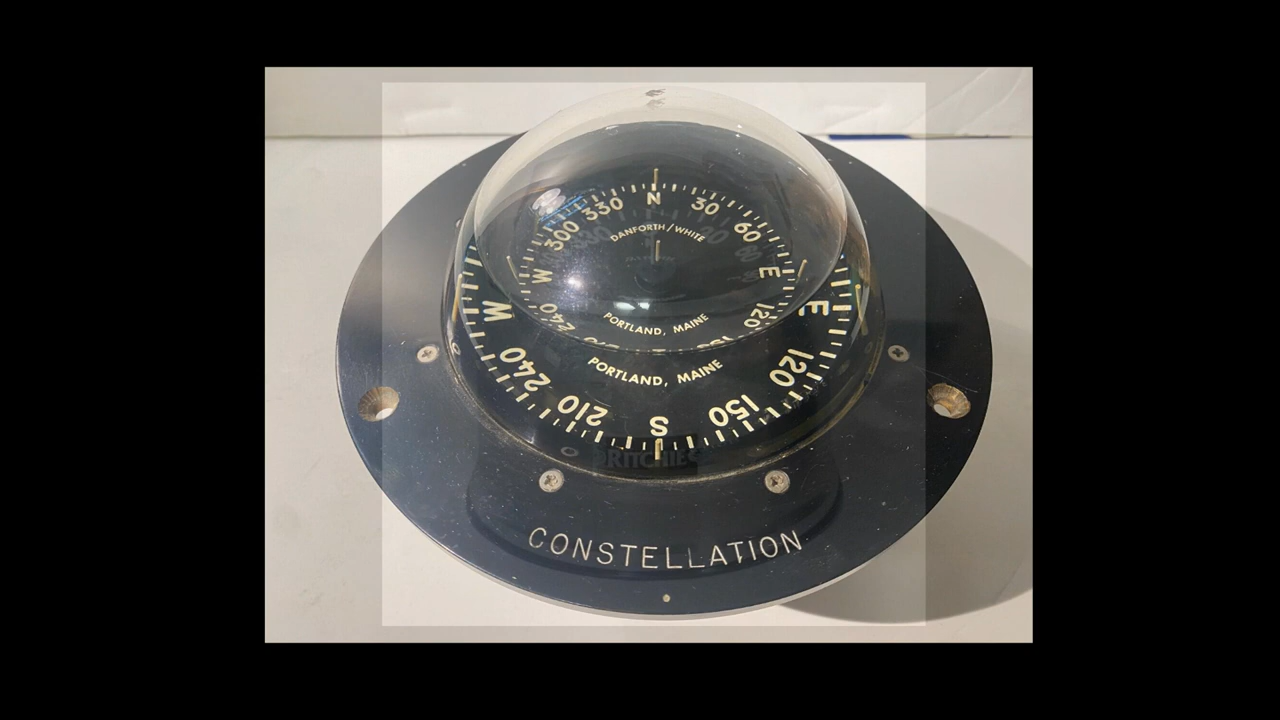 N
330 30
300 60
DANFORTH/WHITE
W E
240 120
PORTLAND, MAINE
W E
PORTLAND, MAINE
240 120
210 150
S
RITCHIE
CONSTELLATION